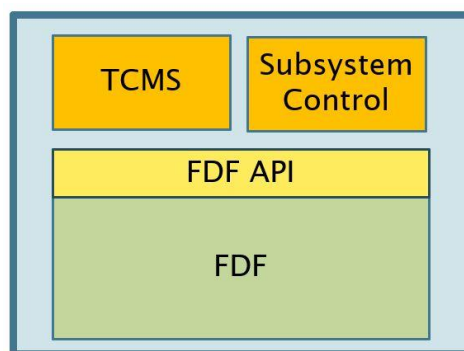 TCMS
Subsystem
Control
FDF API
FDF